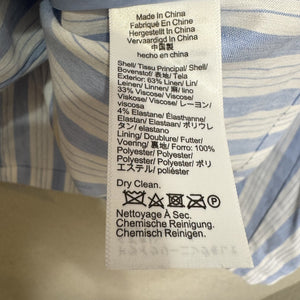 Made In China
Fabriqué En Chine
Hergestellt In China
Vervaardigd In China
中国製
hecho en china
Shell/ Tissu Principal/ Shell/
Bovenstof/ 表地/ Tela
Exterior: 63% Linen/ Lin/
Leinen/ Linnen/ 麻/ lino
33% Viscose/ Viscose/
Viskose/ Viscose/ レーヨン/
viscosa
4% Elastane/ Élasthanne/
Elastan/ Elastaan/ ポリウレ
タン/ elastano
Lining/ Doublure/ Futter/
Voering/ 裏地/ Forro: 100%
Polyester/ Polyester/
Polyester/ Polyester/ ポリ
エステル/ poliéster
Dry Clean.
Nettoyage À Sec.
Chemische Reinigung.
Chemisch Reinigen.